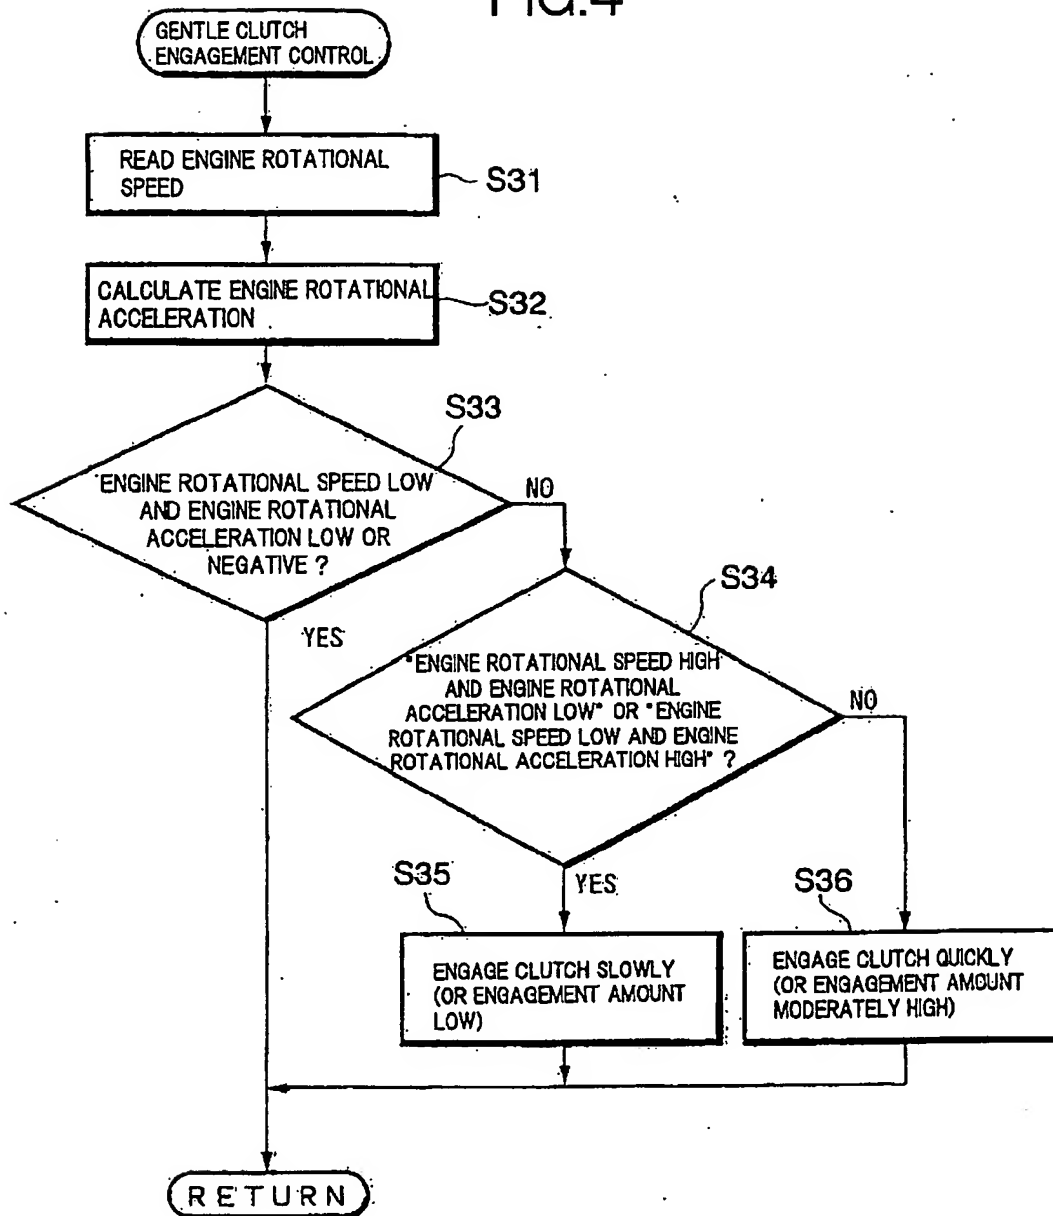 FIG.4
GENTLE CLUTCH
ENGAGEMENT CONTROL
READ ENGINE ROTATIONAL
SPEED
S31
CALCULATE ENGINE ROTATIONAL
ACCELERATION
S32
S33
"ENGINE ROTATIONAL SPEED LOW
AND ENGINE ROTATIONAL
ACCELERATION LOW OR
NEGATIVE ?
NO
YES
S34
"ENGINE ROTATIONAL SPEED HIGH
AND ENGINE ROTATIONAL
ACCELERATION LOW" OR "ENGINE
ROTATIONAL SPEED LOW AND ENGINE
ROTATIONAL ACCELERATION HIGH" ?
NO
YES
S35
ENGAGE CLUTCH SLOWLY
(OR ENGAGEMENT AMOUNT
LOW)
S36
ENGAGE CLUTCH QUICKLY
(OR ENGAGEMENT AMOUNT
MODERATELY HIGH)
RETURN